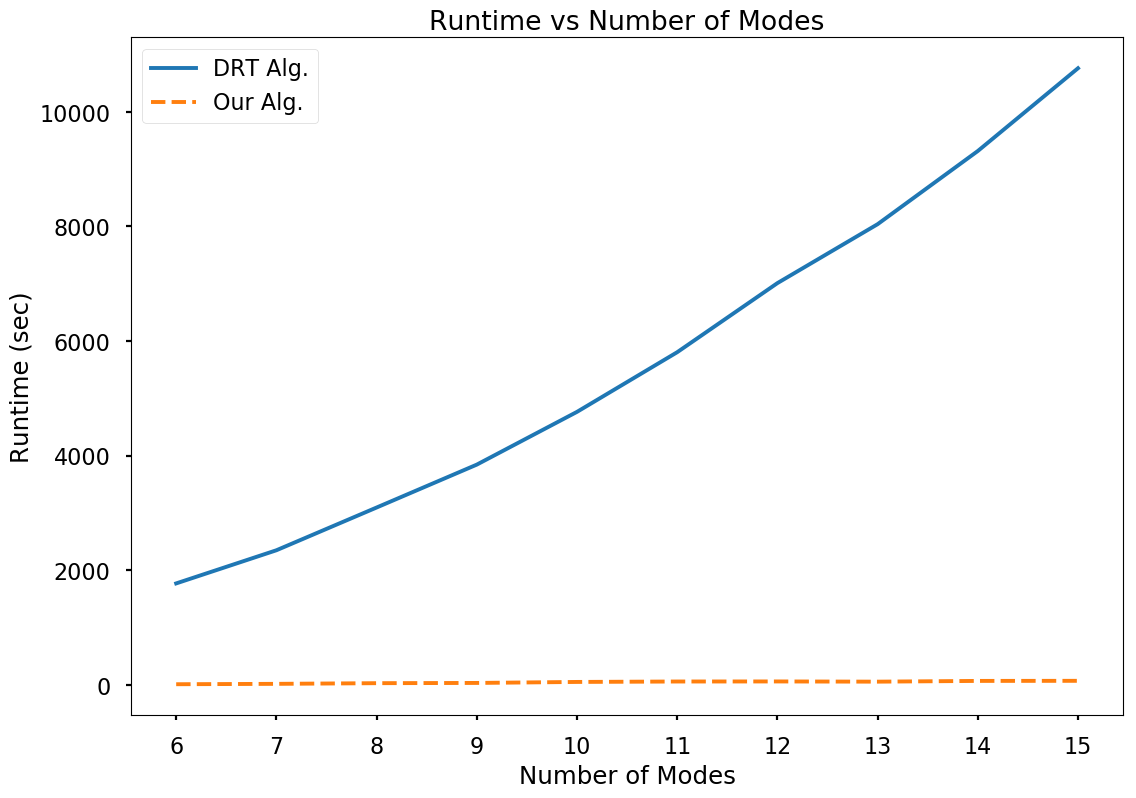 Runtime vs Number of Modes
DRT Alg.
Our Alg.
Runtime (sec)
10000
8000
6000
4000
2000
0
6 7 8 9 10 11 12 13 14 15
Number of Modes